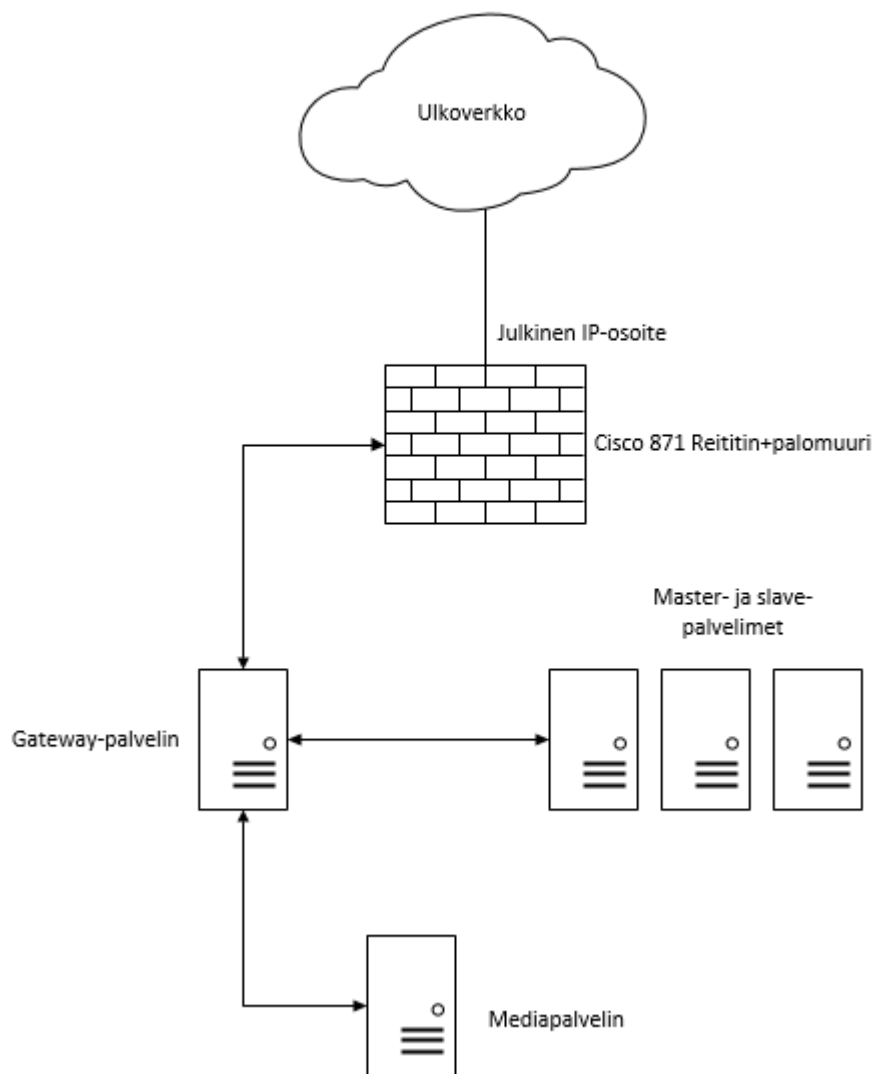 Ulkoverkko
Julkinen IP-osoite
Cisco 871 Reititin+palomuuri
Master- ja slave-
palvelimet
Gateway-palvelin
Mediapalvelin